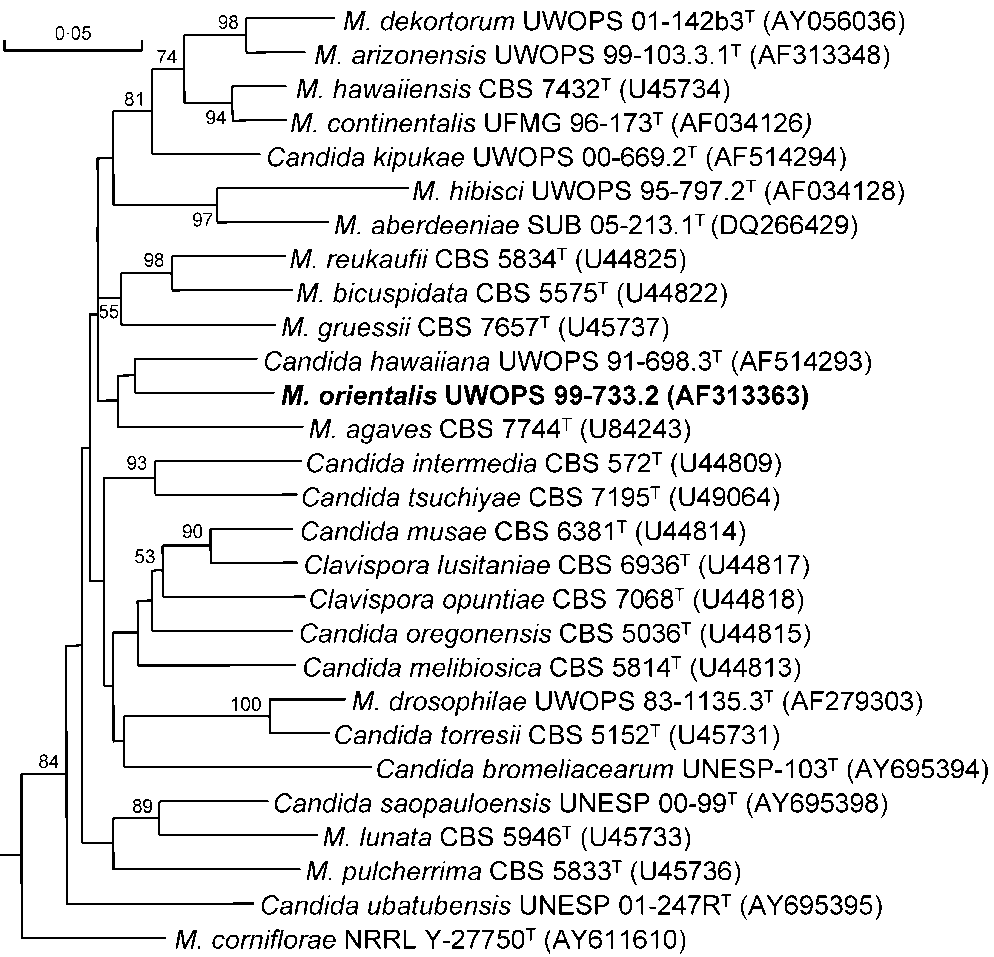 0·05
98
M. dekortorum UWOPS 01-142b3ᵀ (AY056036)
M. arizonensis UWOPS 99-103.3.1ᵀ (AF313348)
74
M. hawaiiensis CBS 7432ᵀ (U45734)
81
94
M. continentalis UFMG 96-173ᵀ (AF034126)
Candida kipukae UWOPS 00-669.2ᵀ (AF514294)
M. hibisci UWOPS 95-797.2ᵀ (AF034128)
97
M. aberdeeniae SUB 05-213.1ᵀ (DQ266429)
98
M. reukaufii CBS 5834ᵀ (U44825)
M. bicuspidata CBS 5575ᵀ (U44822)
55
M. gruessii CBS 7657ᵀ (U45737)
Candida hawaiiana UWOPS 91-698.3ᵀ (AF514293)
M. orientalis UWOPS 99-733.2 (AF313363)
M. agaves CBS 7744ᵀ (U84243)
93
Candida intermedia CBS 572ᵀ (U44809)
Candida tsuchiyae CBS 7195ᵀ (U49064)
90
Candida musae CBS 6381ᵀ (U44814)
53
Clavispora lusitaniae CBS 6936ᵀ (U44817)
Clavispora opuntiae CBS 7068ᵀ (U44818)
Candida oregonensis CBS 5036ᵀ (U44815)
Candida melibiosica CBS 5814ᵀ (U44813)
100
M. drosophilae UWOPS 83-1135.3ᵀ (AF279303)
Candida torresii CBS 5152ᵀ (U45731)
84
Candida bromeliacearum UNESP-103ᵀ (AY695394)
89
Candida saopauloensis UNESP 00-99ᵀ (AY695398)
M. lunata CBS 5946ᵀ (U45733)
M. pulcherrima CBS 5833ᵀ (U45736)
Candida ubatubensis UNESP 01-247Rᵀ (AY695395)
M. corniflorae NRRL Y-27750ᵀ (AY611610)